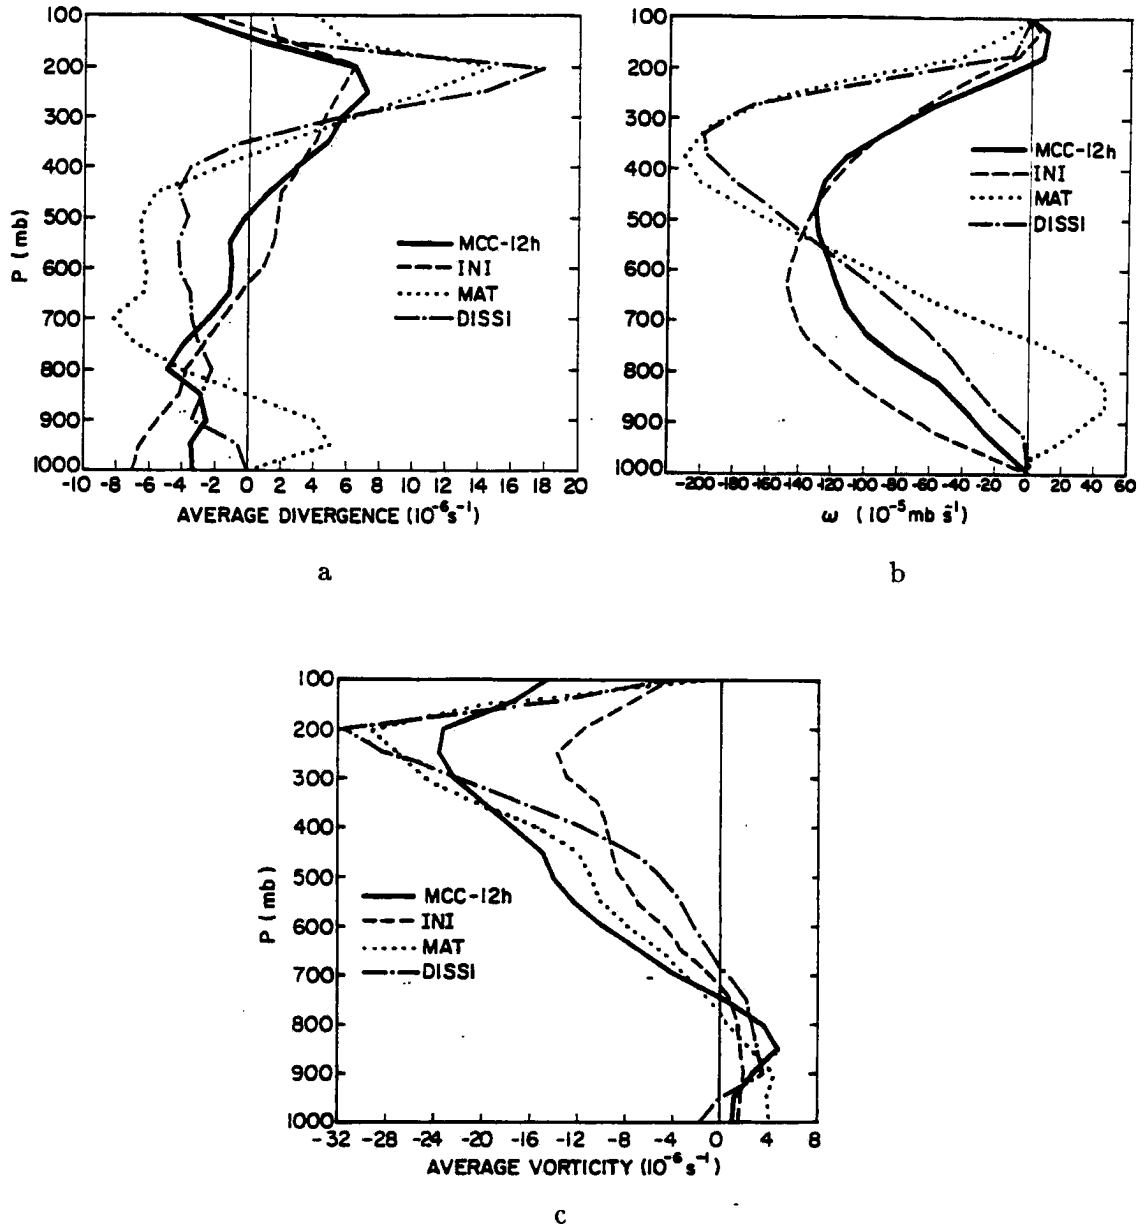 100
200
300
400
500
600
700
800
900
1000
P (mb)
MCC-12h
INI
MAT
DISSI
-10 -8 -6 -4 -2 0 2 4 6 8 10 12 14 16 18 20
AVERAGE DIVERGENCE (10⁻⁶s⁻¹)
a
100
200
300
400
500
600
700
800
900
1000
MCC-12h
INI
MAT
DISSI
-200 -180 -160 -140 -120 -100 -80 -60 -40 -20 0 20 40 60
ω (10⁻⁵mb s⁻¹)
b
100
200
300
400
500
600
700
800
900
1000
P (mb)
MCC-12h
INI
MAT
DISSI
-32 -28 -24 -20 -16 -12 -8 -4 0 4 8
AVERAGE VORTICITY (10⁻⁶s⁻¹)
c